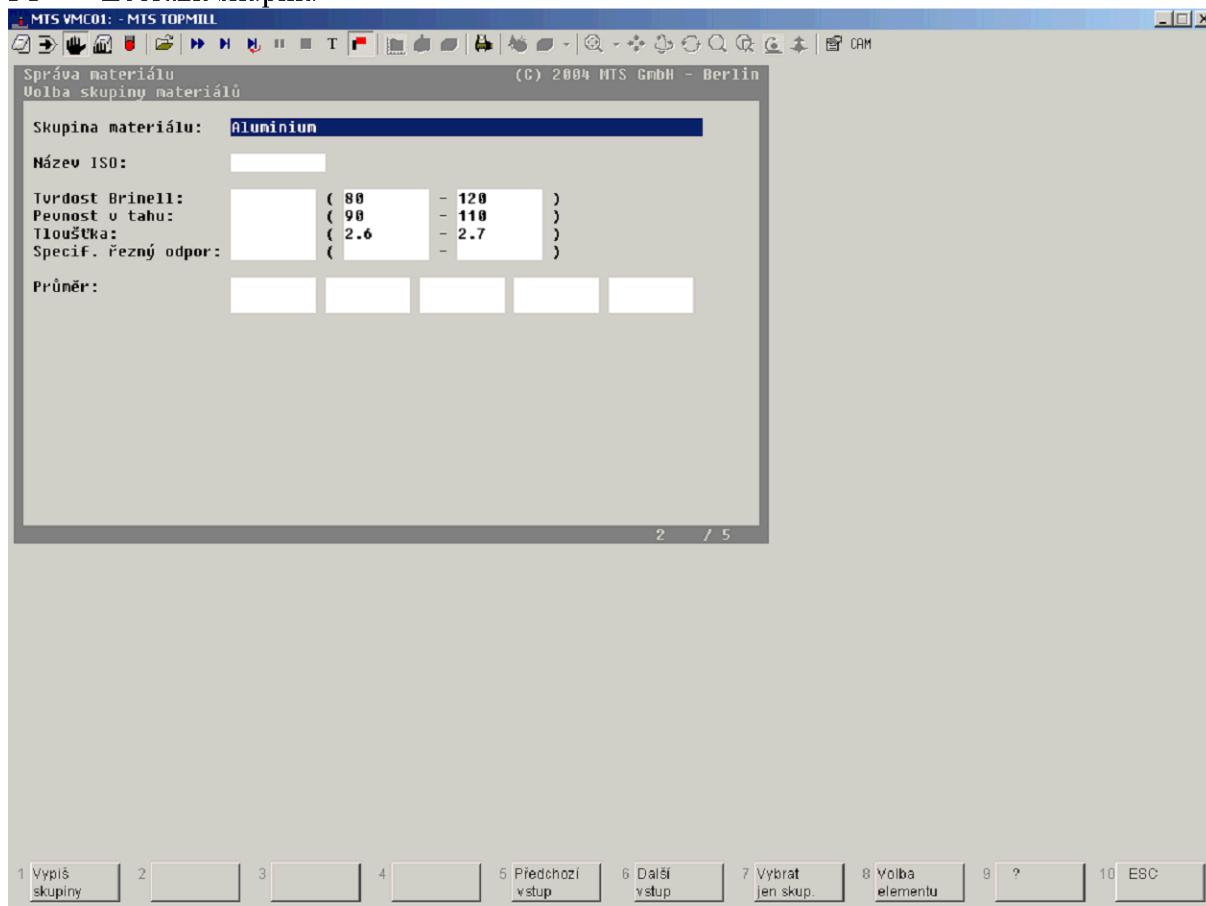 MTS VMC01: - MTS TOPMILL
T
CAM
Správa materiálu (C) 2004 MTS GmbH - Berlin
Volba skupiny materiálů
Skupina materiálu: Aluminium
Název ISO:
Tvrdost Brinell: ( 80 - 120 )
Pevnost v tahu: ( 90 - 110 )
Tloušťka: ( 2.6 - 2.7 )
Specif. řezný odpor: ( - )
Průměr:
2 / 5
1 Vypiš skupiny 2 3 4 5 Předchozí vstup 6 Další vstup 7 Vybrat jen skup. 8 Volba elementu 9 ? 10 ESC